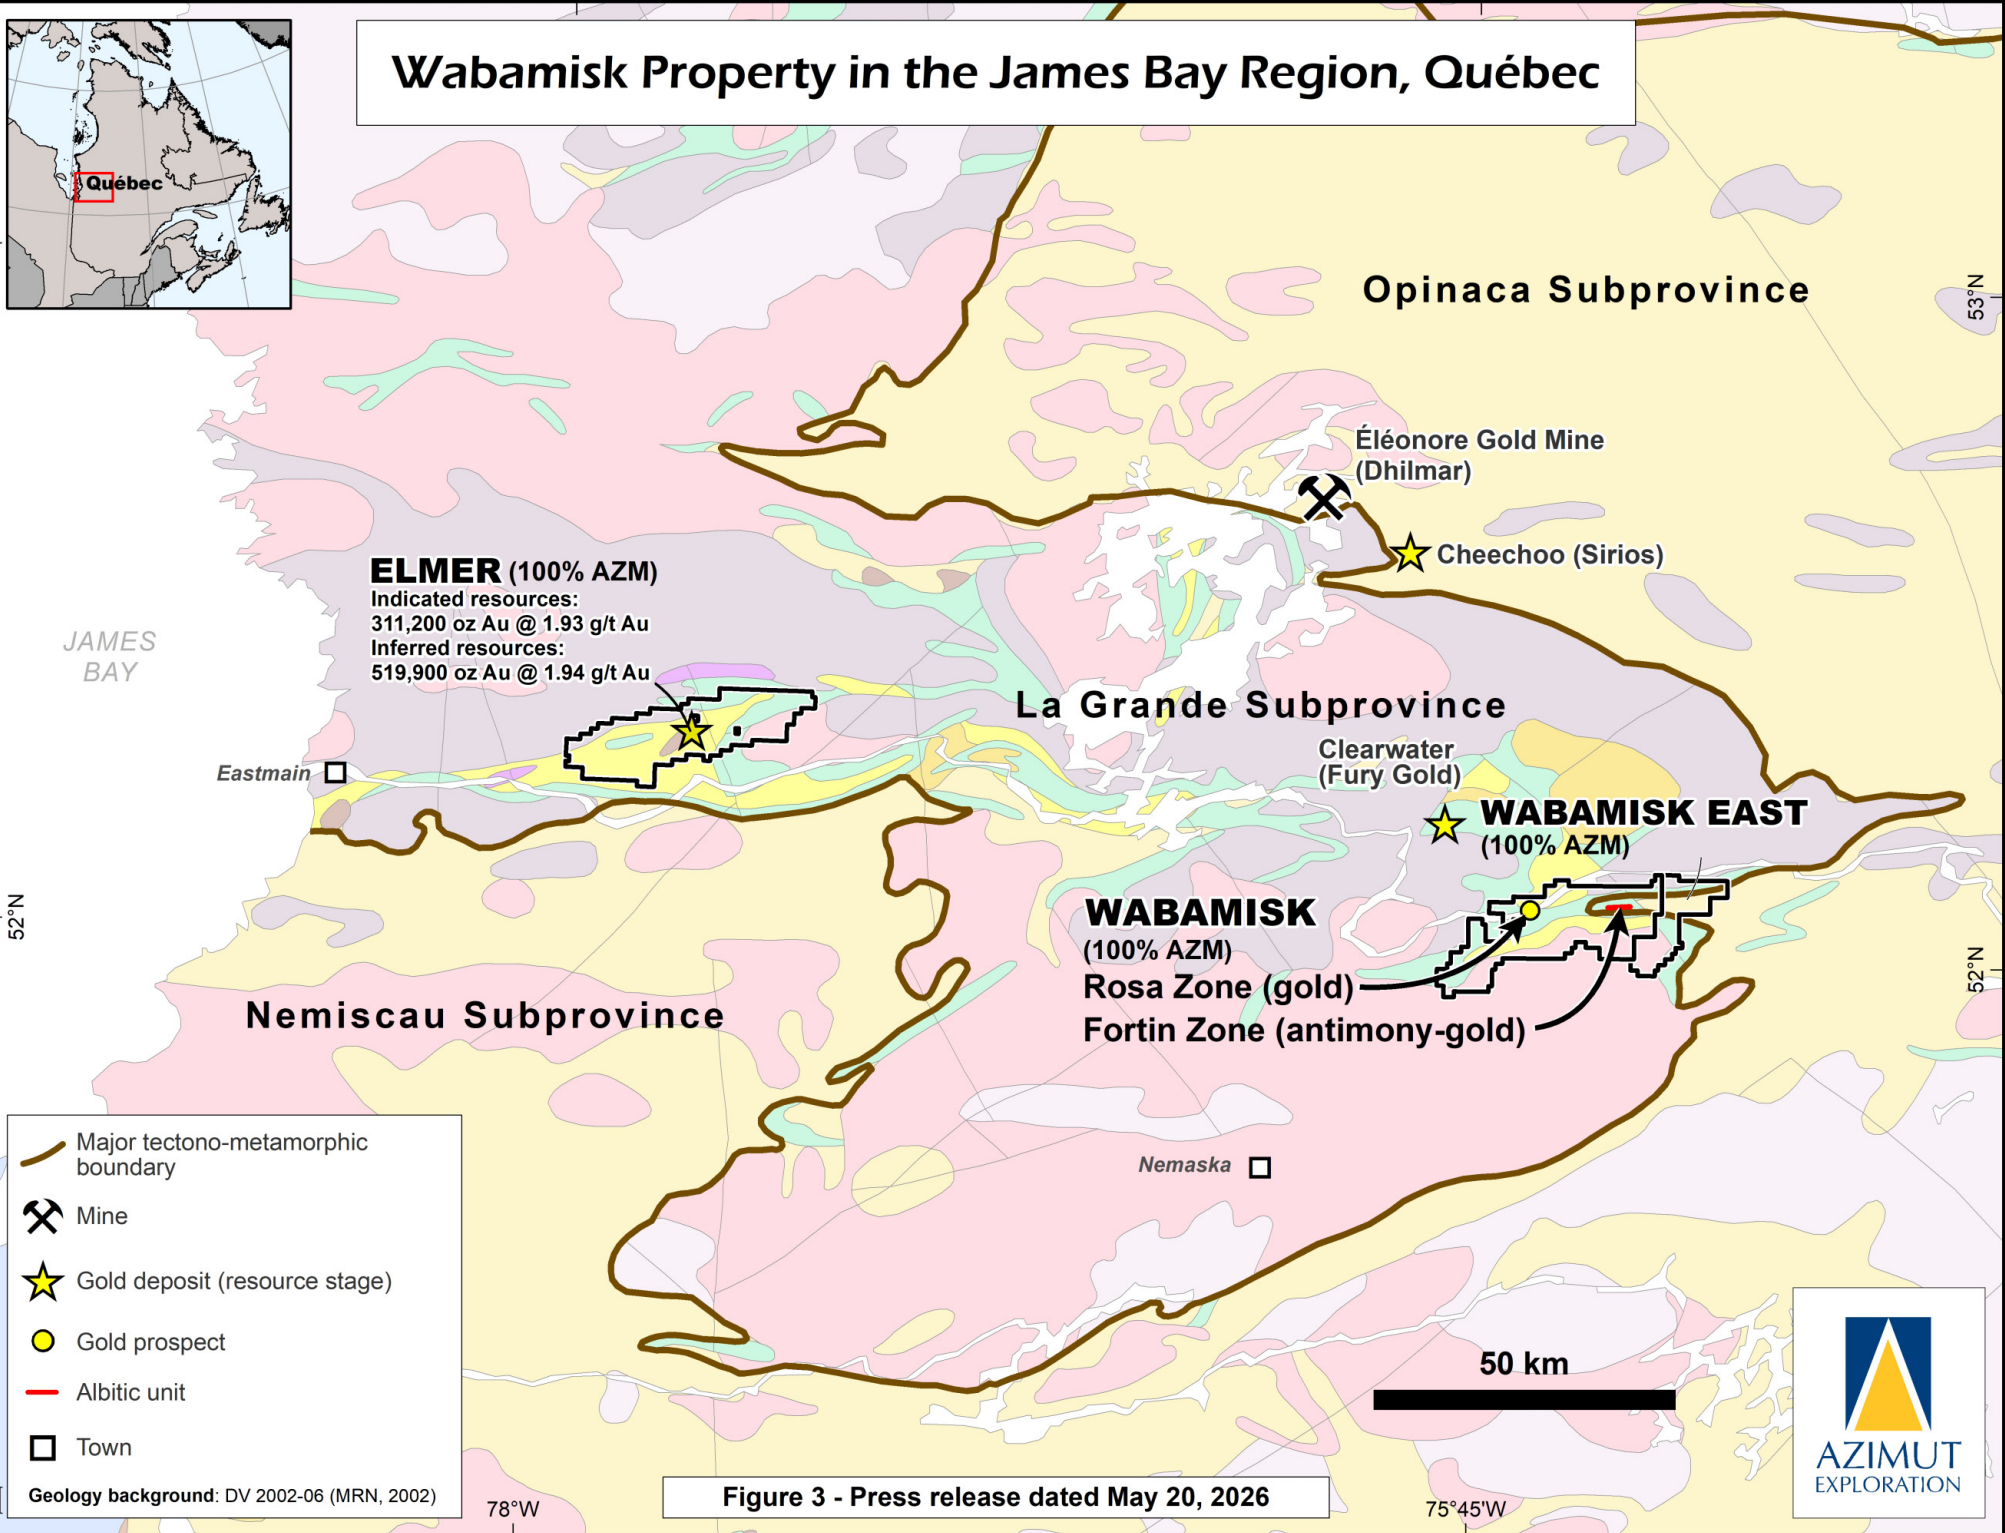 Wabamisk Property in the James Bay Region, Québec
Québec
Opinaca Subprovince
53°N
Éléonore Gold Mine
(Dhilmar)
Cheechoo (Sirios)
ELMER (100% AZM)
Indicated resources:
311,200 oz Au @ 1.93 g/t Au
Inferred resources:
519,900 oz Au @ 1.94 g/t Au
JAMES
BAY
La Grande Subprovince
Clearwater
(Fury Gold)
Eastmain
WABAMISK EAST
(100% AZM)
52°N
WABAMISK
(100% AZM)
Rosa Zone (gold)
Fortin Zone (antimony-gold)
52°N
Nemiscau Subprovince
Nemaska
Major tectono-metamorphic
boundary
Mine
Gold deposit (resource stage)
Gold prospect
Albitic unit
Town
Geology background: DV 2002-06 (MRN, 2002)
50 km
AZIMUT
EXPLORATION
78°W
Figure 3 - Press release dated May 20, 2026
75°45'W